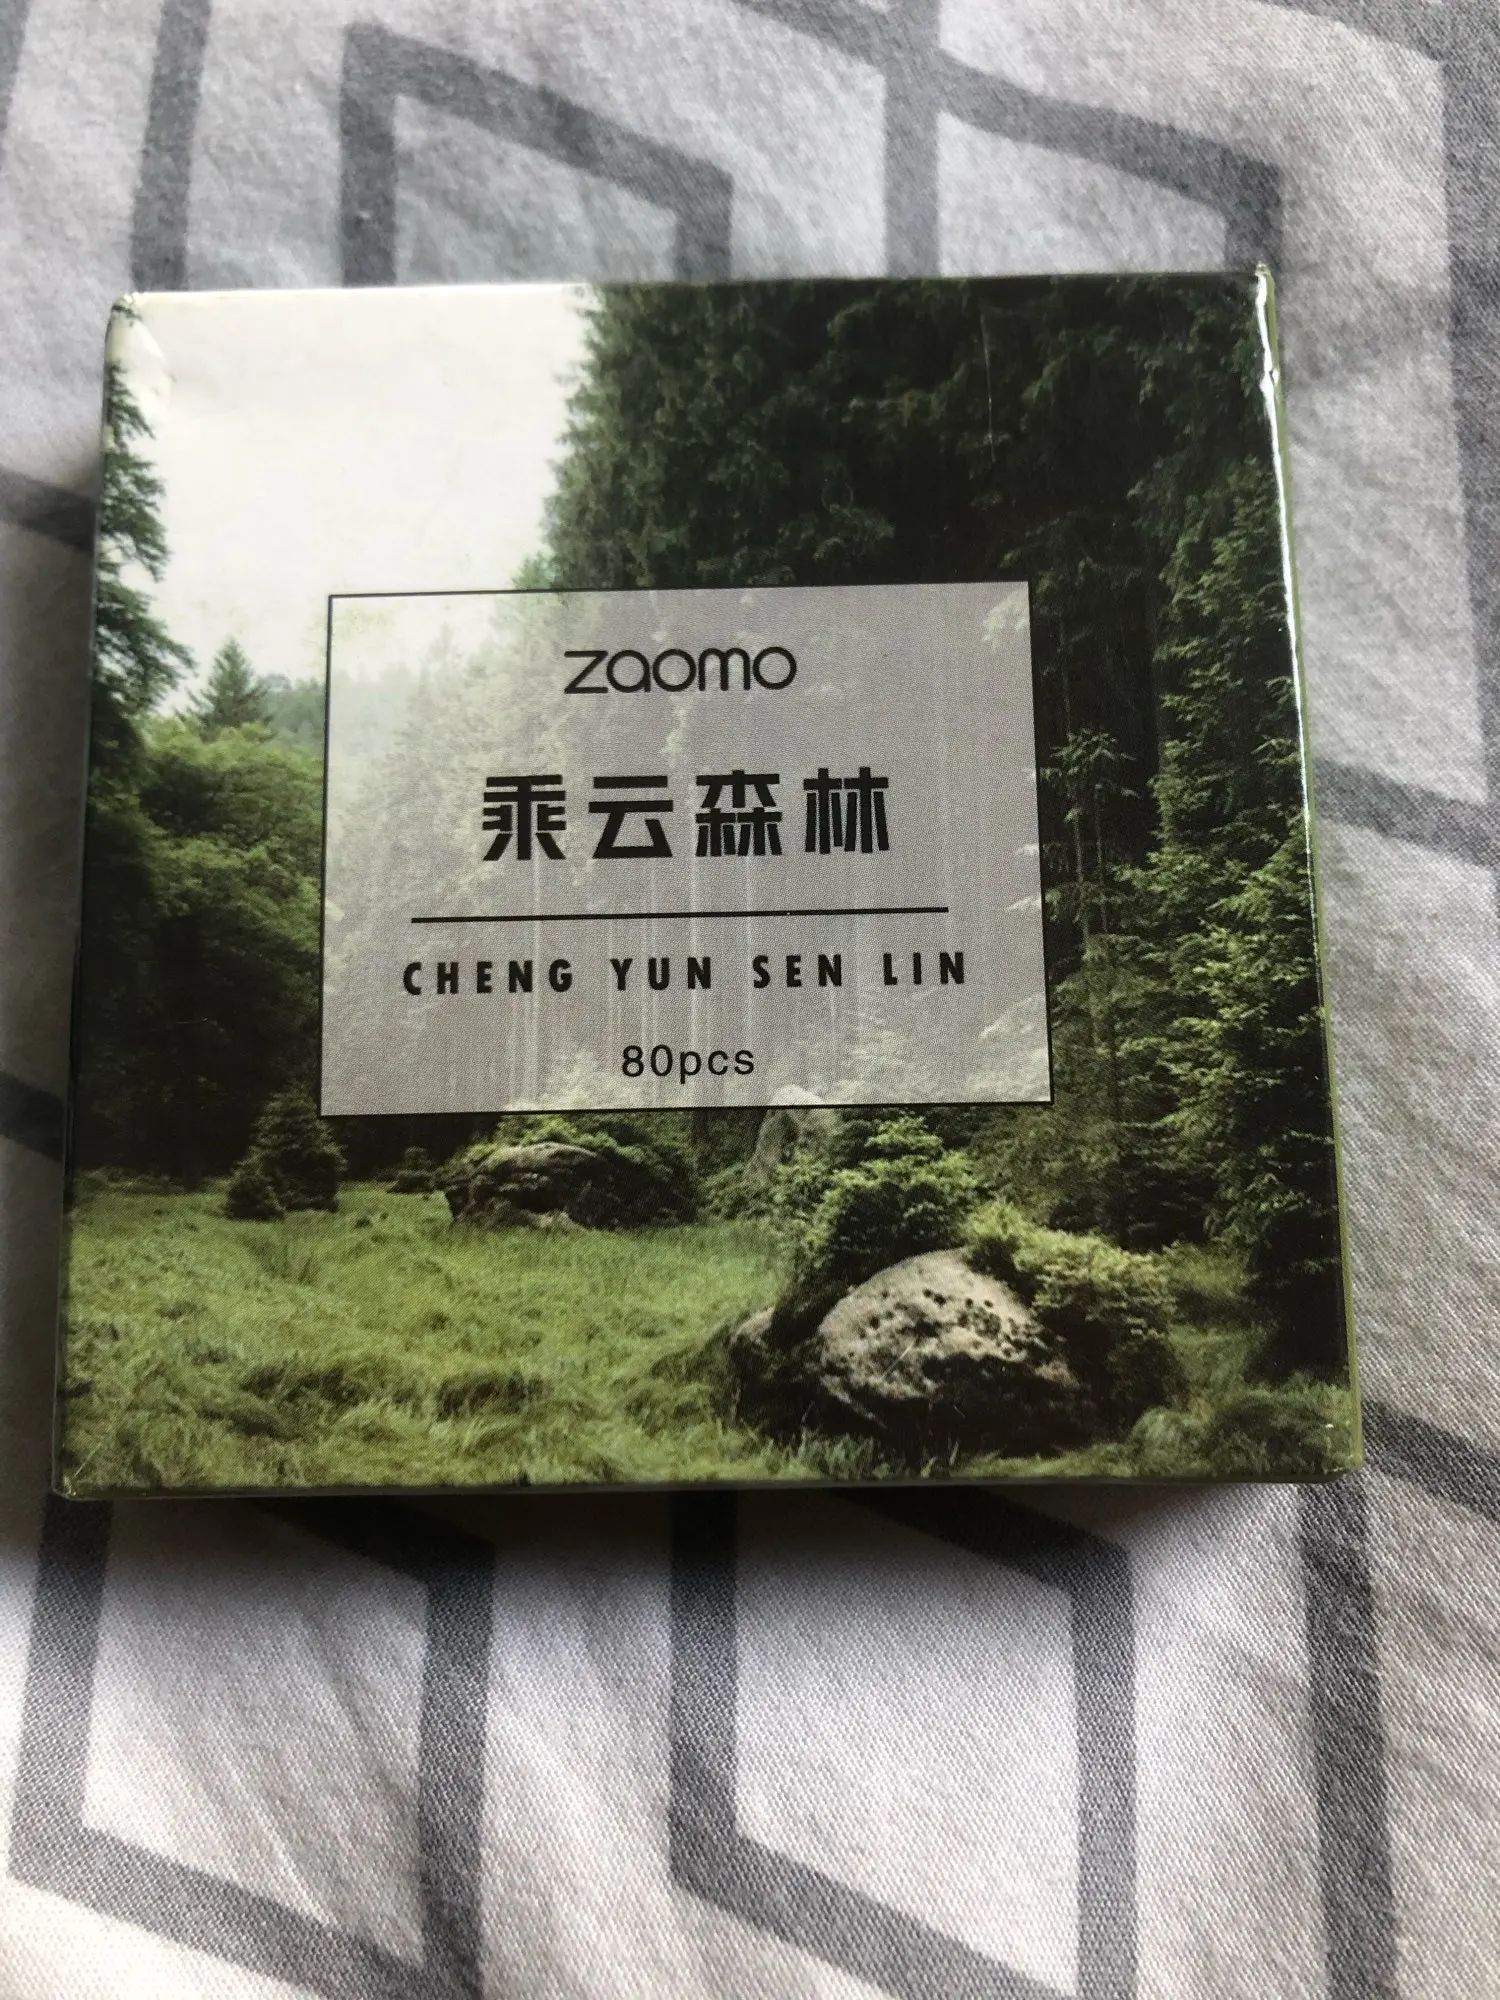 zaomo
乘云森林
CHENG YUN SEN LIN
80pcs